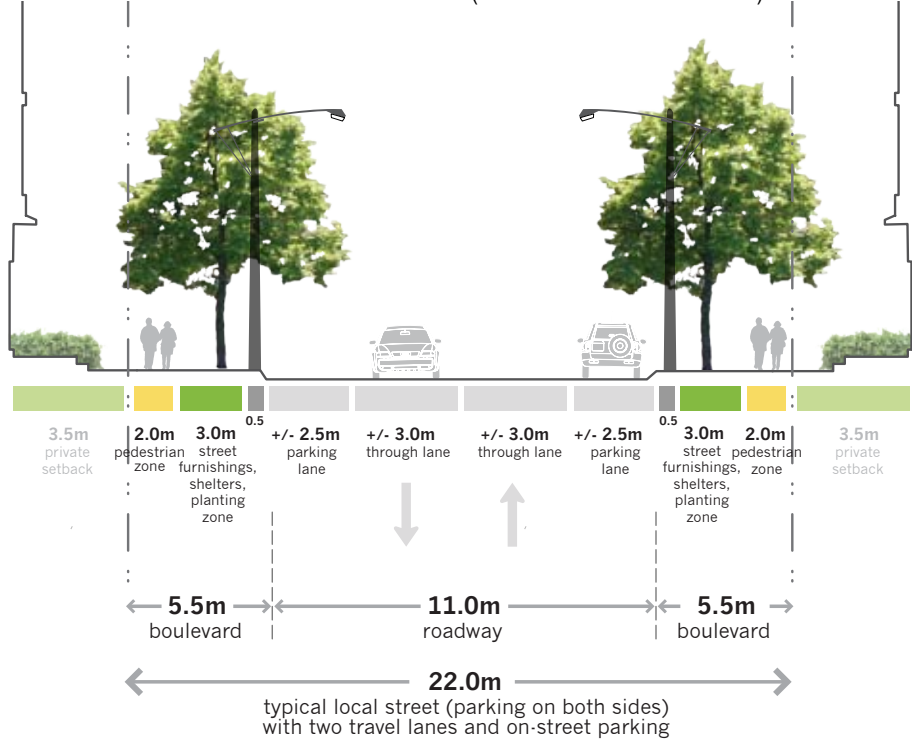 0.5
0.5
3.5m
private
setback
2.0m
pedestrian
zone
3.0m
street
furnishings,
shelters,
planting
zone
+/- 2.5m
parking
lane
+/- 3.0m
through lane
+/- 3.0m
through lane
+/- 2.5m
parking
lane
3.0m
street
furnishings,
shelters,
planting
zone
2.0m
pedestrian
zone
3.5m
private
setback
5.5m
boulevard
11.0m
roadway
5.5m
boulevard
22.0m
typical local street (parking on both sides)
with two travel lanes and on-street parking